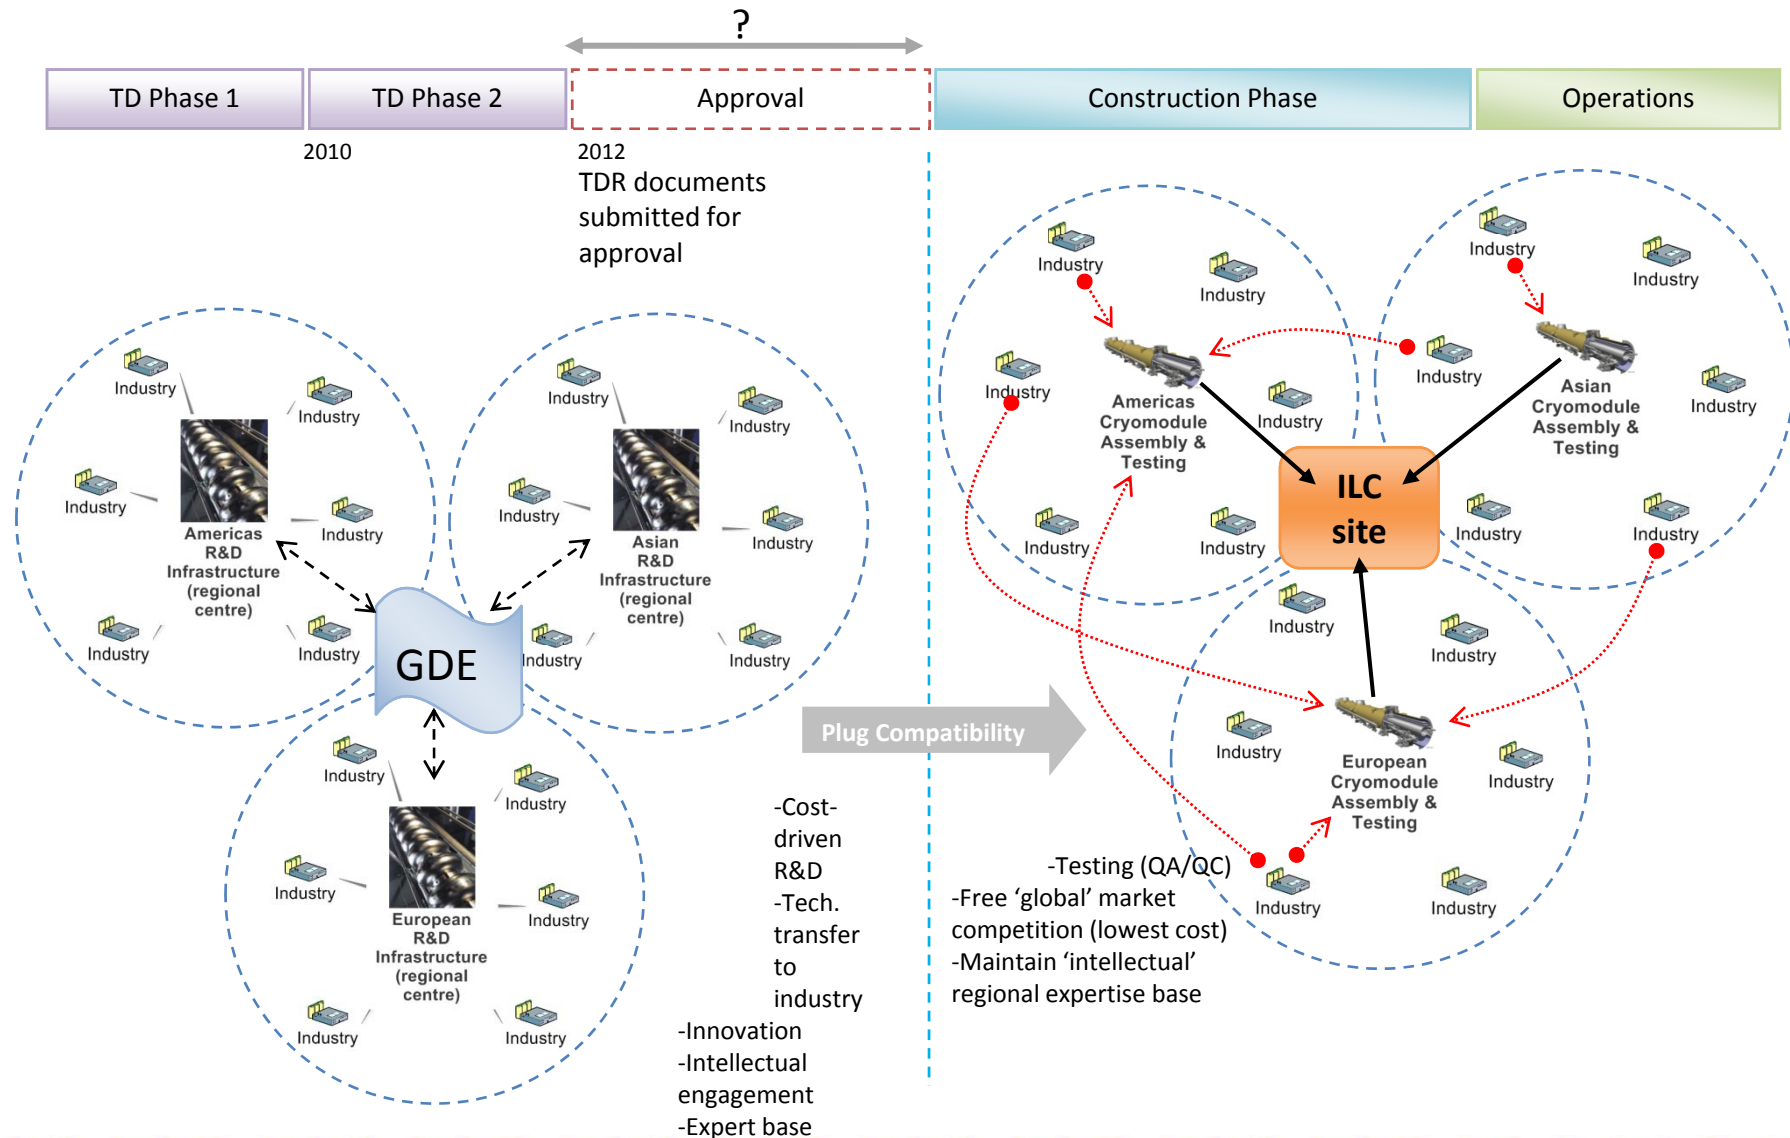 ?
TD Phase 1
TD Phase 2
Approval
Construction Phase
Operations
2010
2012
TDR documents
submitted for
approval
Industry
Industry
Industry
Industry
Industry
Industry
Americas
R&D
Infrastructure
(regional
centre)
Industry
Industry
Industry
Industry
Industry
Industry
Asian
R&D
Infrastructure
(regional
centre)
GDE
Industry
Industry
Industry
Industry
Industry
Industry
European
R&D
Infrastructure
(regional
centre)
Plug Compatibility
-Cost-
driven
R&D
-Tech.
transfer
to
industry
-Innovation
-Intellectual
engagement
-Expert base
Industry
Industry
Industry
Industry
Industry
Industry
Americas
Cryomodule
Assembly &
Testing
Industry
Industry
Industry
Industry
Industry
Industry
Asian
Cryomodule
Assembly &
Testing
ILC
site
Industry
Industry
Industry
Industry
Industry
Industry
European
Cryomodule
Assembly &
Testing
-Testing (QA/QC)
-Free ‘global’ market
competition (lowest cost)
-Maintain ‘intellectual’
regional expertise base